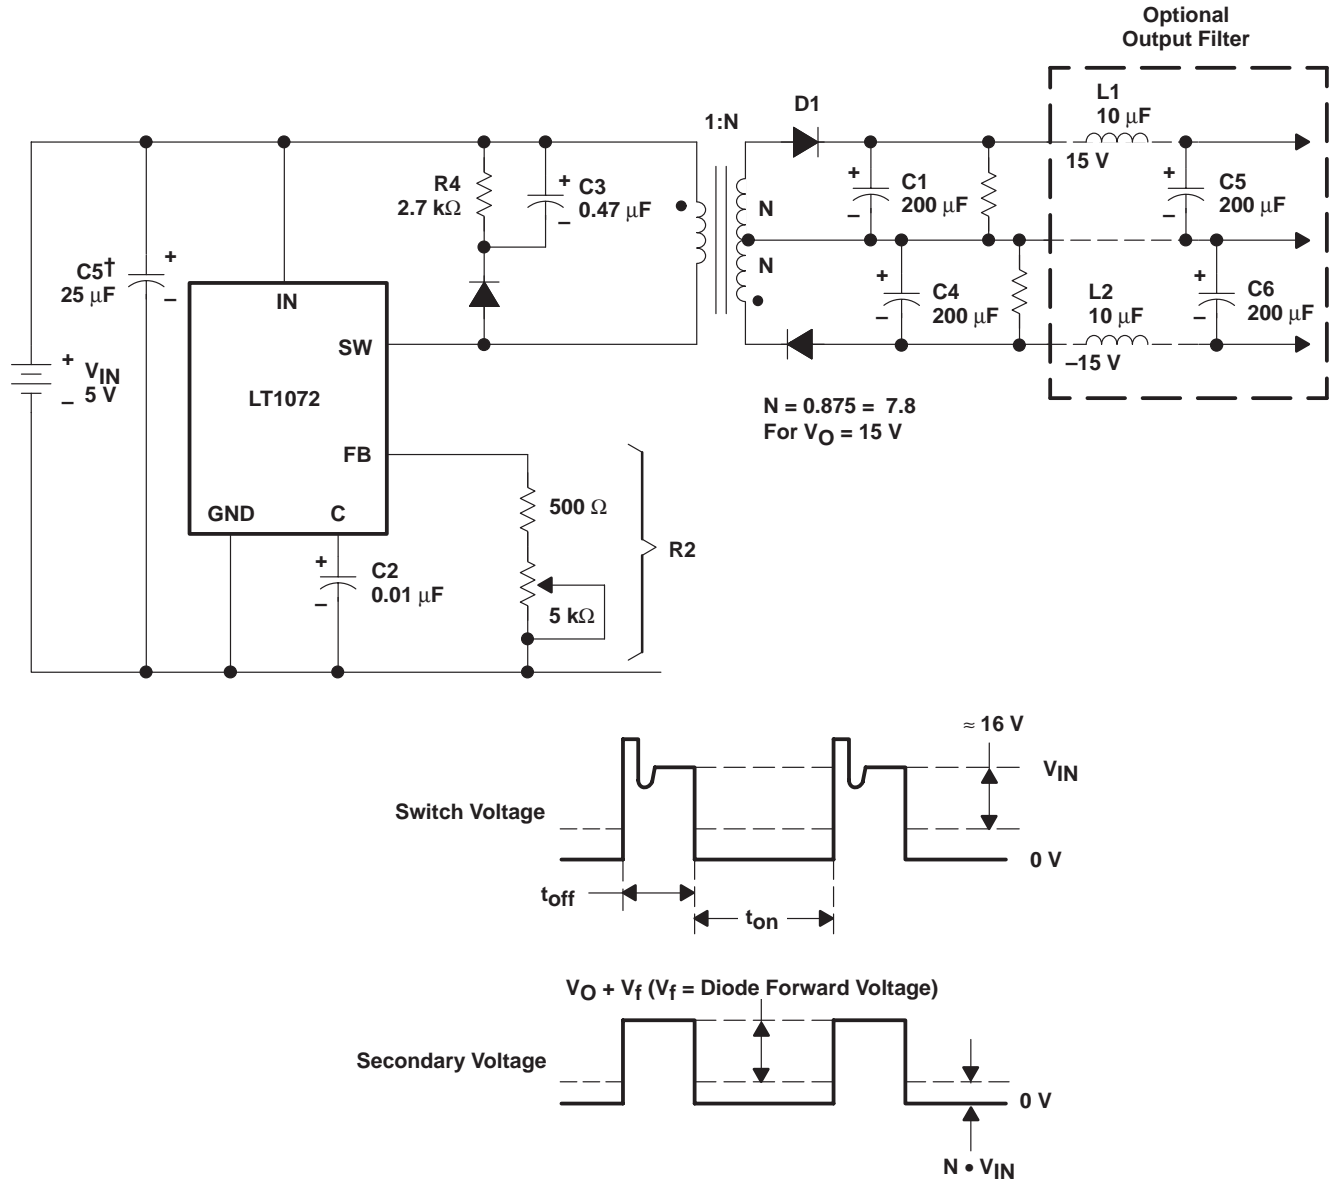 Optional
Output Filter
L1
10 μF
D1
1:N
15 V
R4
2.7 kΩ
+
C3
0.47 μF
–
+
C1
200 μF
–
+
C5
200 μF
–
N
N
C5†
25 μF
+
–
IN
SW
LT1072
FB
GND
C
+
VIN
5 V
–
+
C4
200 μF
–
L2
10 μF
–15 V
+
C6
200 μF
–
N = 0.875 = 7.8
For VO = 15 V
500 Ω
R2
5 kΩ
+
C2
0.01 μF
–
≈ 16 V
VIN
Switch Voltage
0 V
toff
ton
VO + Vf (Vf = Diode Forward Voltage)
Secondary Voltage
0 V
N • VIN